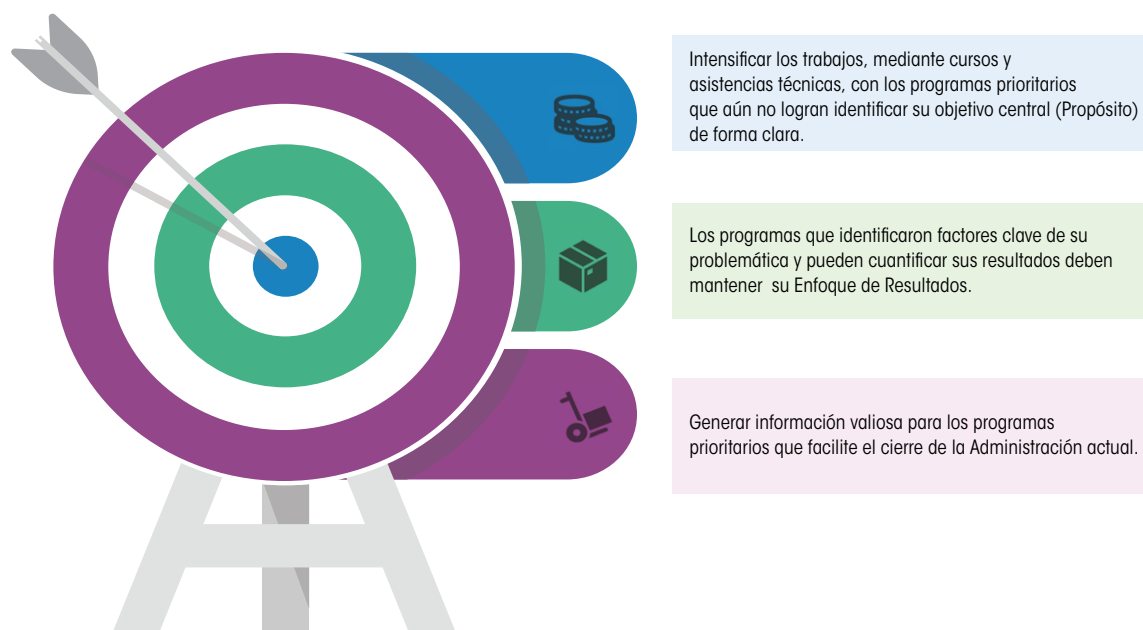 Intensificar los trabajos, mediante cursos y
asistencias técnicas, con los programas prioritarios
que aún no logran identificar su objetivo central (Propósito)
de forma clara.
Los programas que identificaron factores clave de su
problemática y pueden cuantificar sus resultados deben
mantener su Enfoque de Resultados.
Generar información valiosa para los programas
prioritarios que facilite el cierre de la Administración actual.